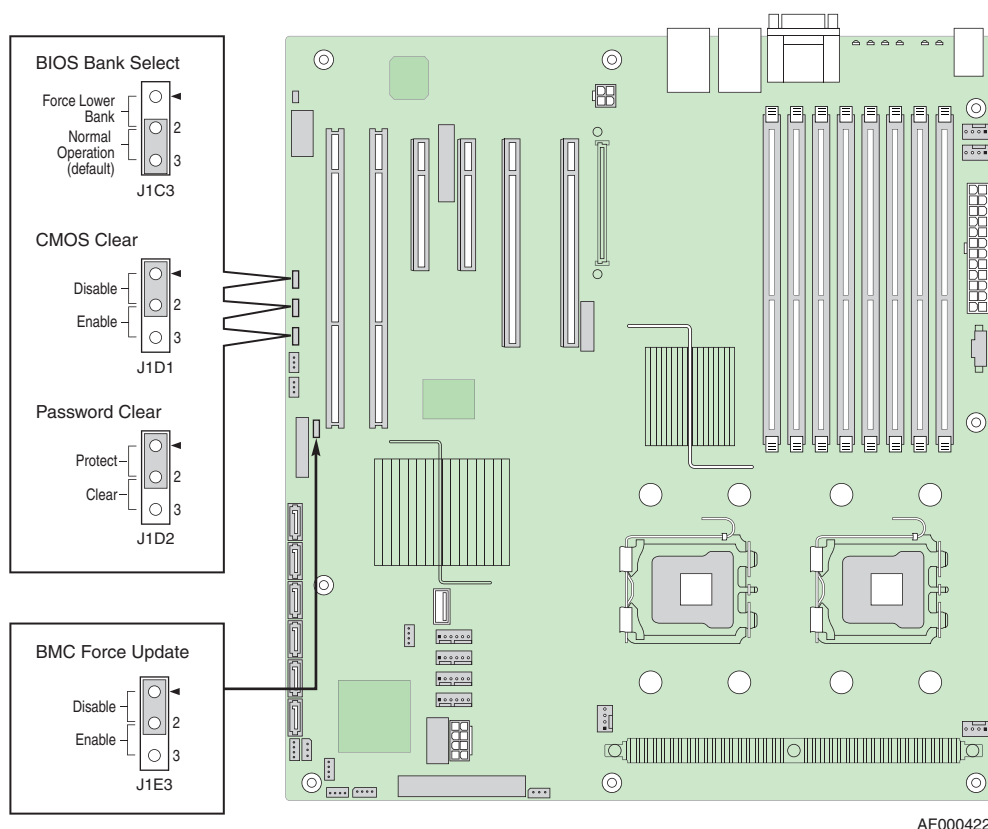 BIOS Bank Select
Force Lower
Bank
Normal
Operation
(default)
2
3
J1C3
CMOS Clear
Disable
Enable
2
3
J1D1
Password Clear
Protect
Clear
2
3
J1D2
BMC Force Update
Disable
Enable
2
3
J1E3
AF000422